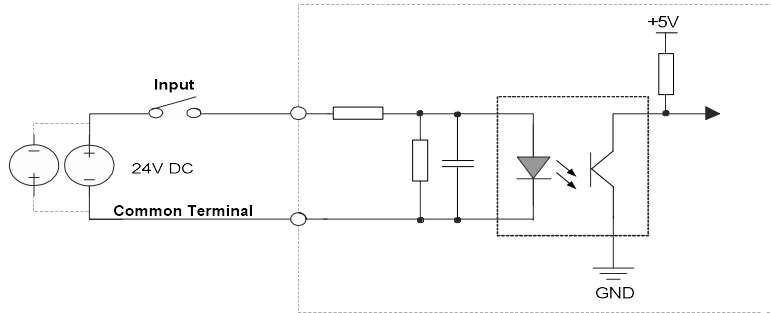 +5V
Input
24V DC
Common Terminal
GND